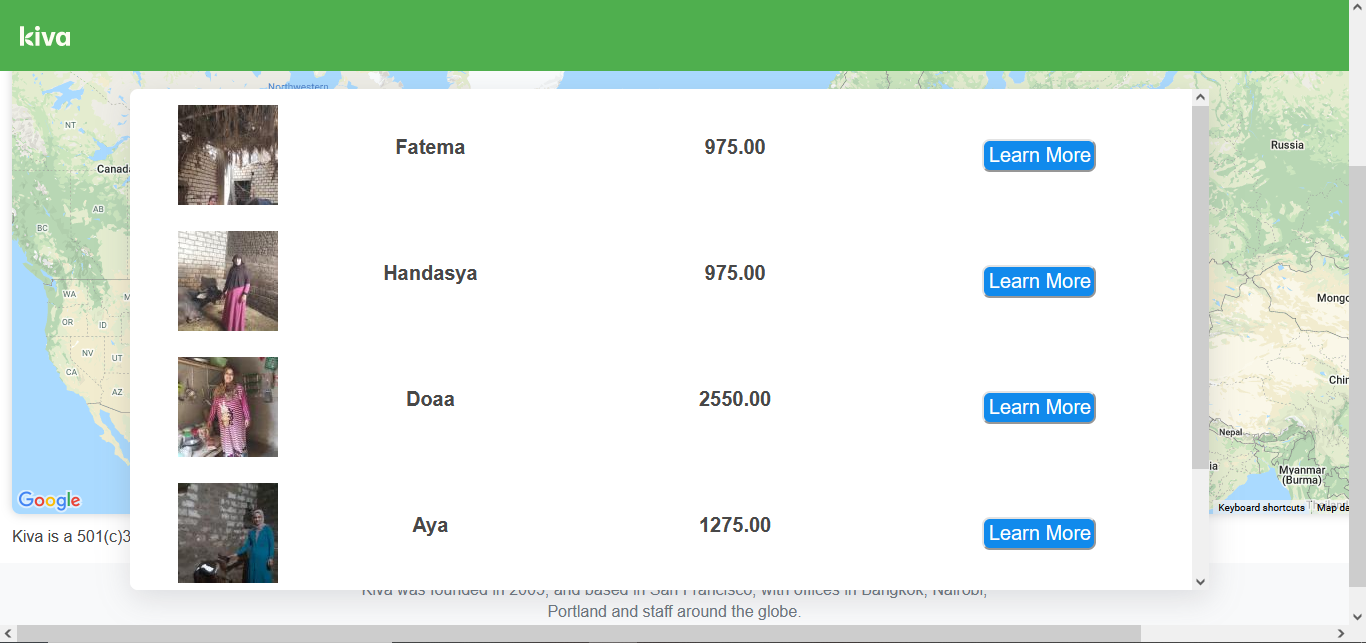 kiva
Northwestern
NT
Canada
AB
BC
WA
M
OR
ID
NV
UT
CA
AZ
Fatema 975.00 Learn More
Handasya 975.00 Learn More
Doaa 2550.00 Learn More
Aya 1275.00 Learn More
Russia
Mongo
Chin
Nepal
ia
Myanmar
(Burma)
Thailand
Google
Keyboard shortcuts
Map da
Kiva is a 501(c)3
Kiva was founded in 2005, and based in San Francisco, with offices in Bangkok, Nairobi,
Portland and staff around the globe.